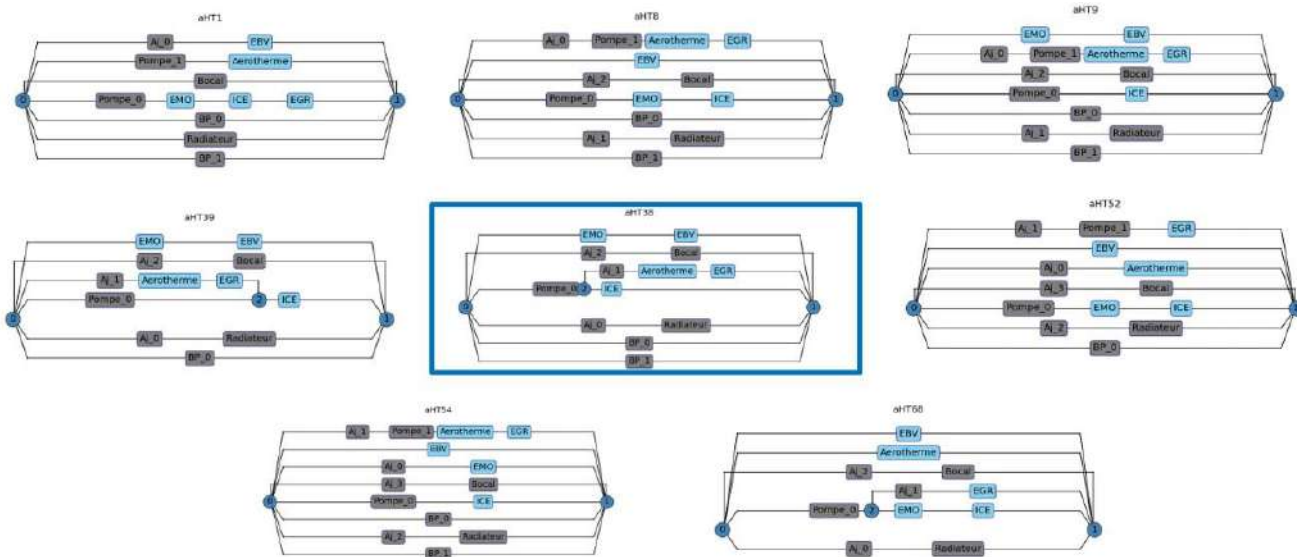 aHT1
Aj_0 EBV
Pompe_1 Aerotherme
Bocal
0 Pompe_0 EMO ICE EGR 1
BP_0
Radiateur
BP_1
aHT8
Aj_0 Pompe_1 Aerotherme EGR
EBV
Aj_2 Bocal
0 Pompe_0 EMO ICE 1
BP_0
Aj_1 Radiateur
BP_1
aHT9
EMO EBV
Aj_0 Pompe_1 Aerotherme EGR
Aj_2 Bocal
0 Pompe_0 ICE 1
BP_0
Aj_1 Radiateur
BP_1
aHT39
EMO EBV
Aj_2 Bocal
Aj_1 Aerotherme EGR
Pompe_0 2 ICE
0 1
Aj_0 Radiateur
BP_0
aHT38
EMO EBV
Aj_2 Bocal
Aj_1 Aerotherme EGR
Pompe_0 2 ICE
0 1
Aj_0 Radiateur
BP_0
BP_1
aHT52
Aj_1 Pompe_1 EGR
EBV
Aj_0 Aerotherme
Aj_3 Bocal
0 Pompe_0 EMO ICE 1
Aj_2 Radiateur
BP_0
aHT54
Aj_1 Pompe_1 Aerotherme EGR
EBV
Aj_0 EMO
Aj_3 Bocal
0 Pompe_0 ICE 1
BP_0
Aj_2 Radiateur
BP_1
aHT68
EBV
Aerotherme
Aj_2 Bocal
Aj_1 EGR
Pompe_0 2 EMO ICE
0 1
Aj_0 Radiateur